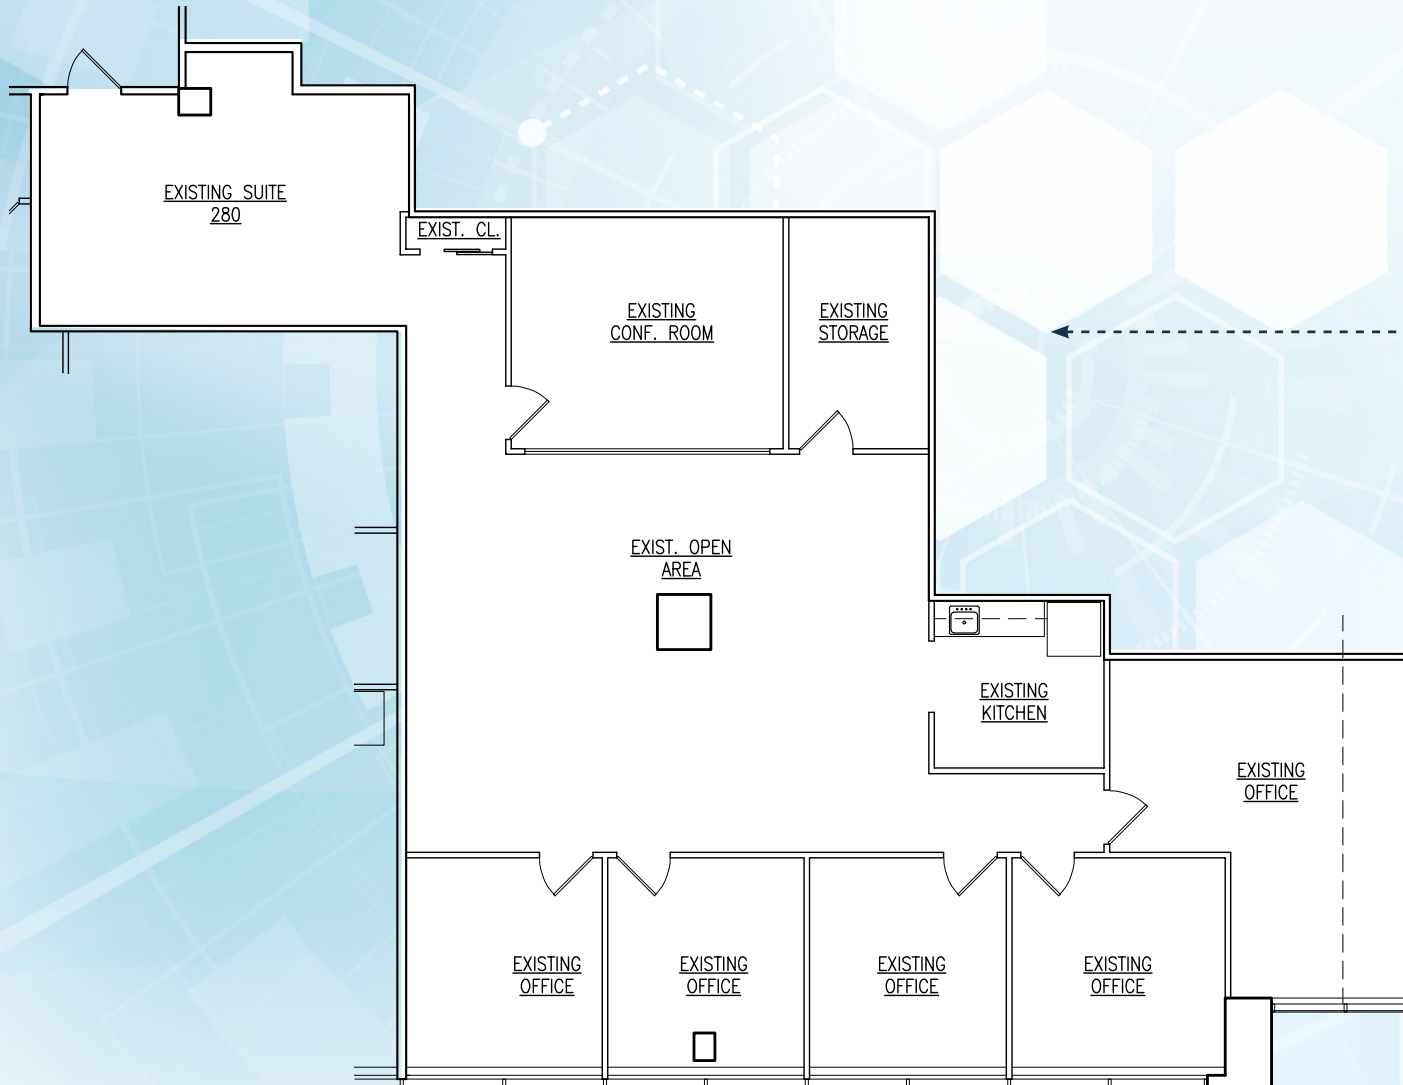 EXISTING SUITE
280
EXIST. CL.
EXISTING
CONF. ROOM
EXISTING
STORAGE
EXIST. OPEN
AREA
EXISTING
KITCHEN
EXISTING
OFFICE
EXISTING
OFFICE
EXISTING
OFFICE
EXISTING
OFFICE
EXISTING
OFFICE